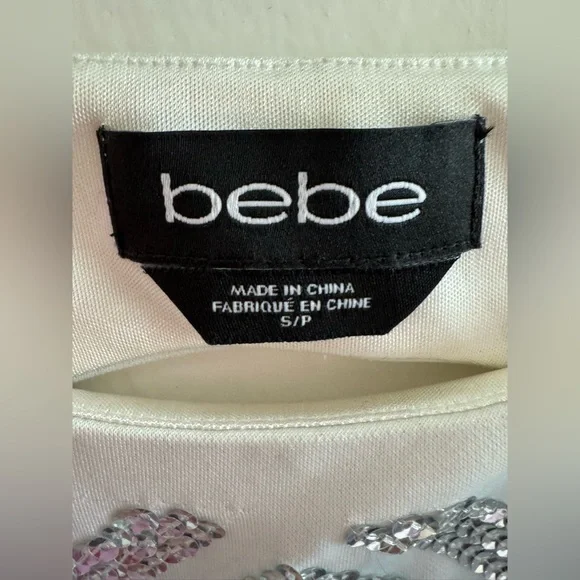 bebe
MADE IN CHINA
FABRIQUÉ EN CHINE
S/P